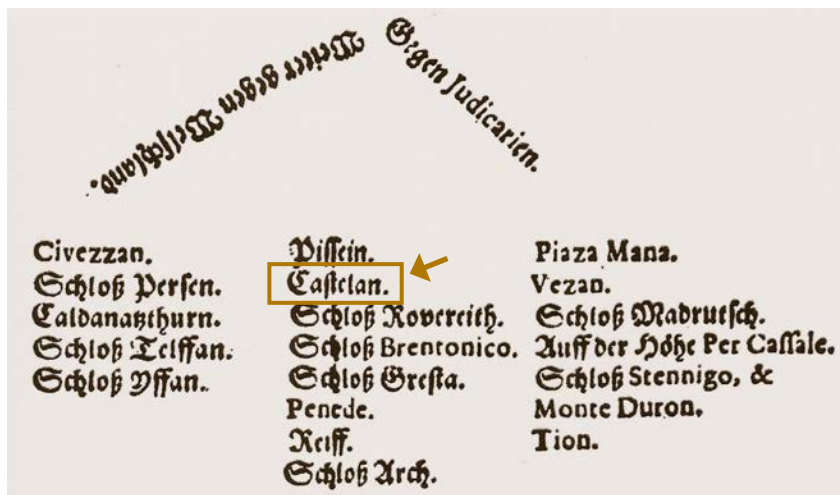 Weiter gegen Welschland.
Gegen Judicarien.
Civezzan.
Schloß Persen.
Caldanatzthurn.
Schloß Telffan.
Schloß Yffan.
Pissein.
Castelan.
Schloß Rovereith.
Schloß Brentonico.
Schloß Gresta.
Penede.
Reiff.
Schloß Arch.
Piaza Mana.
Vezan.
Schloß Madrutsch.
Auff der Höhe Per Cassale.
Schloß Stennigo, &
Monte Duron.
Tion.